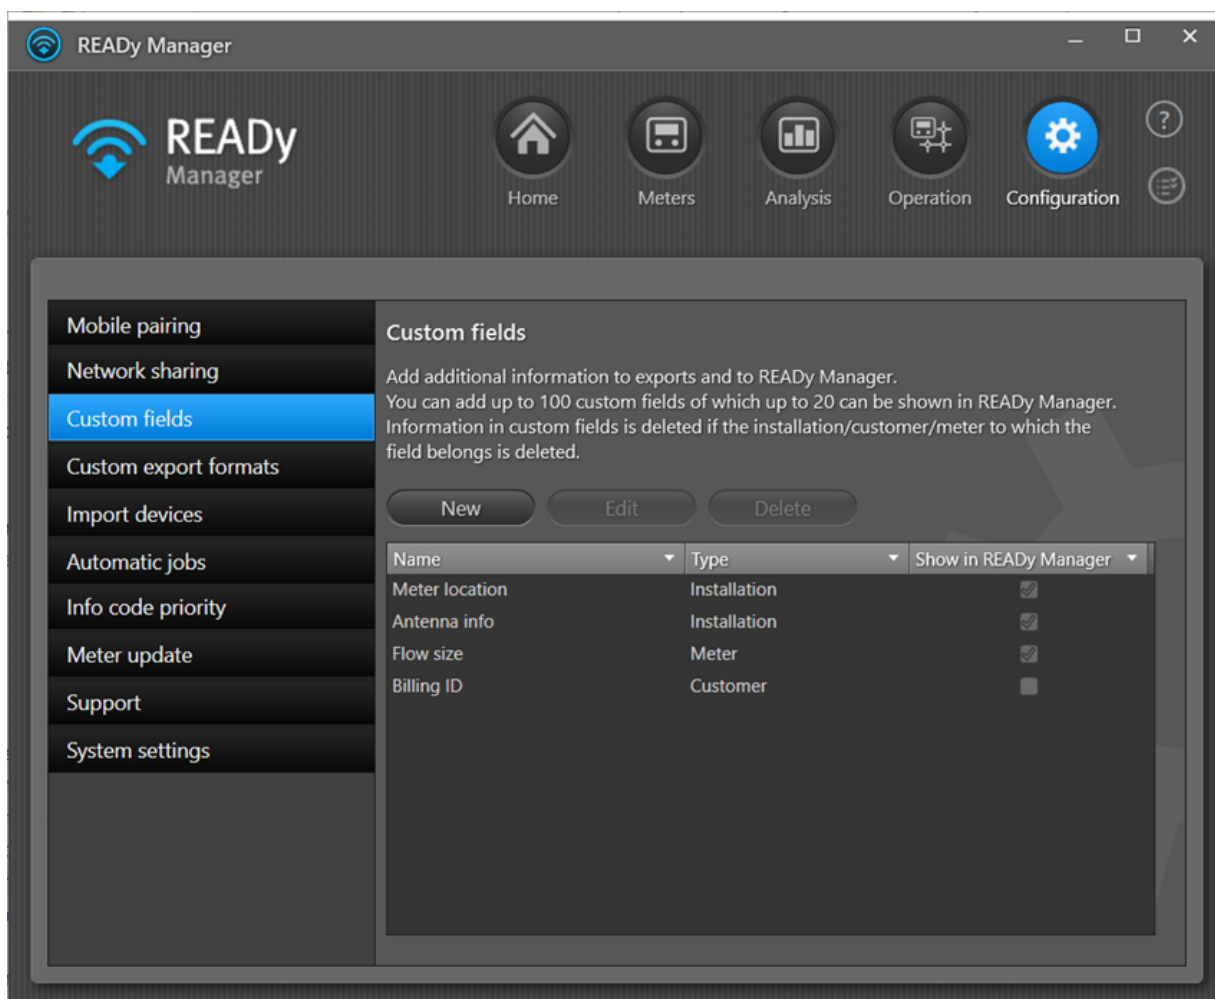 READy Manager
READy
Manager
Home
Meters
Analysis
Operation
Configuration
?
Mobile pairing
Network sharing
Custom fields
Custom export formats
Import devices
Automatic jobs
Info code priority
Meter update
Support
System settings
Custom fields
Add additional information to exports and to READy Manager.
You can add up to 100 custom fields of which up to 20 can be shown in READy Manager.
Information in custom fields is deleted if the installation/customer/meter to which the
field belongs is deleted.
New Edit Delete
Name Type Show in READy Manager
Meter location Installation
Antenna info Installation
Flow size Meter
Billing ID Customer